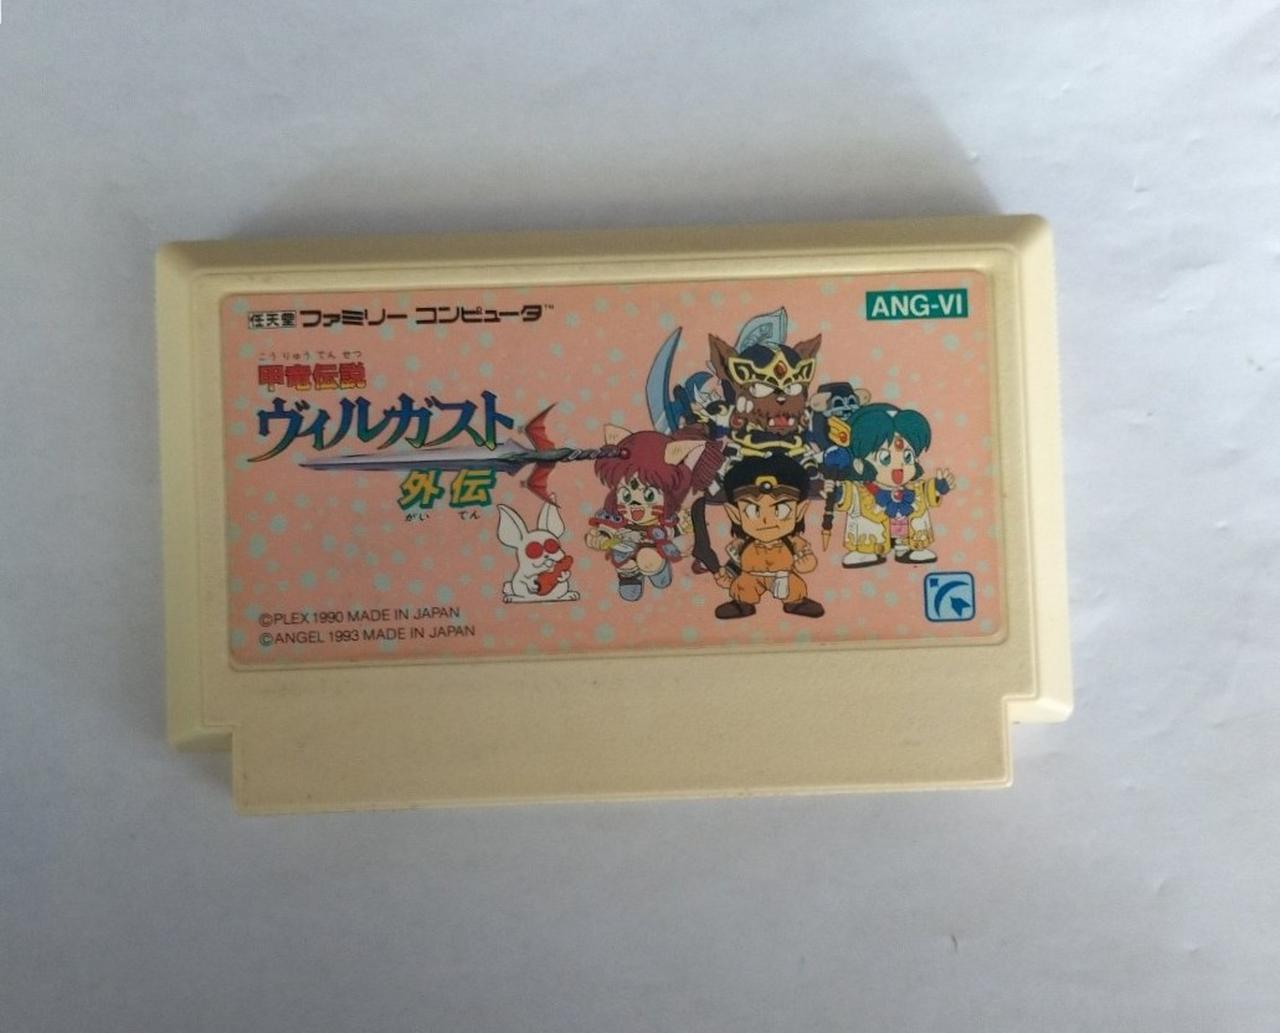 任天堂 ファミリー コンピュータ™
ANG-VI
こうりゅうでんせつ
甲竜伝説
ヴィルガスト
外伝
がいでん
©PLEX 1990 MADE IN JAPAN
©ANGEL 1993 MADE IN JAPAN